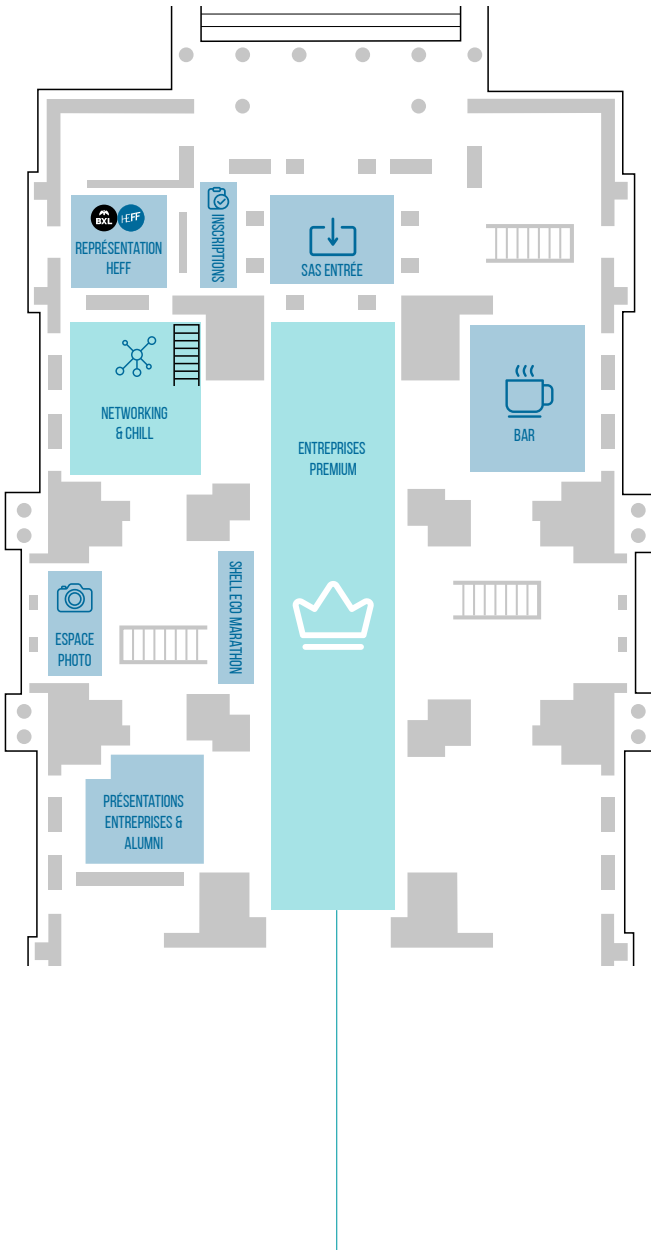 BXL
HEFF
REPRÉSENTATION
HEFF
INSCRIPTIONS
SAS ENTRÉE
NETWORKING
& CHILL
ENTREPRISES
PREMIUM
BAR
SHELL ECO MARATHON
ESPACE
PHOTO
PRÉSENTATIONS
ENTREPRISES &
ALUMNI